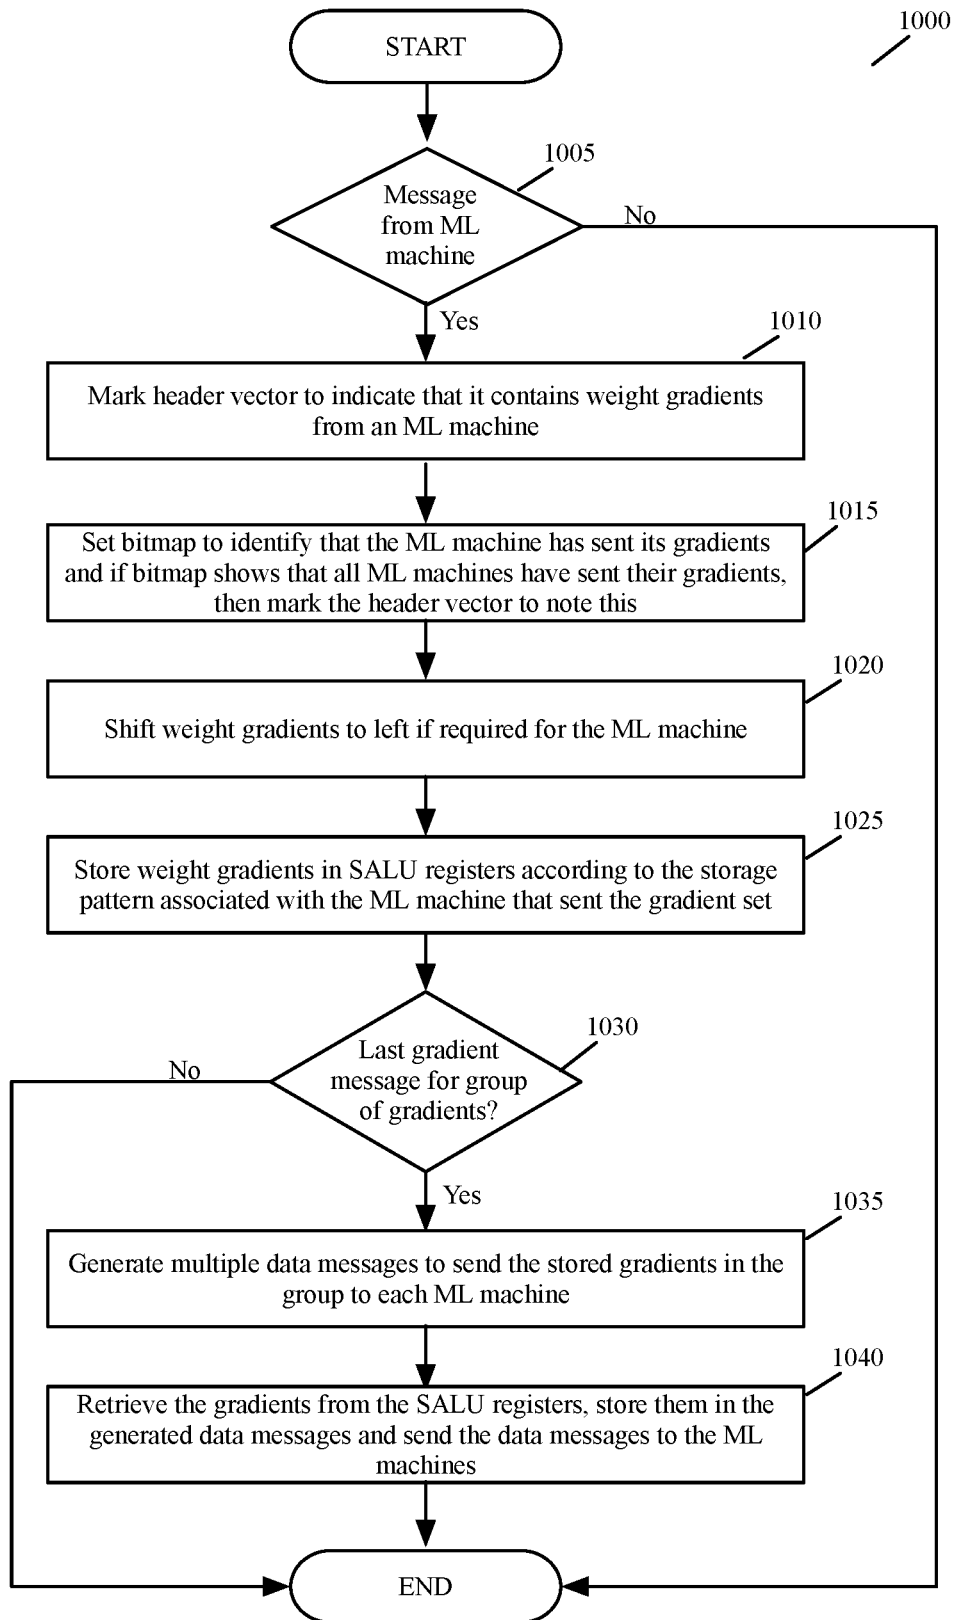 START
1000
1005
Message
from ML
machine
No
Yes
1010
Mark header vector to indicate that it contains weight gradients
from an ML machine
1015
Set bitmap to identify that the ML machine has sent its gradients
and if bitmap shows that all ML machines have sent their gradients,
then mark the header vector to note this
1020
Shift weight gradients to left if required for the ML machine
1025
Store weight gradients in SALU registers according to the storage
pattern associated with the ML machine that sent the gradient set
1030
Last gradient
message for group
of gradients?
No
Yes
1035
Generate multiple data messages to send the stored gradients in the
group to each ML machine
1040
Retrieve the gradients from the SALU registers, store them in the
generated data messages and send the data messages to the ML
machines
END